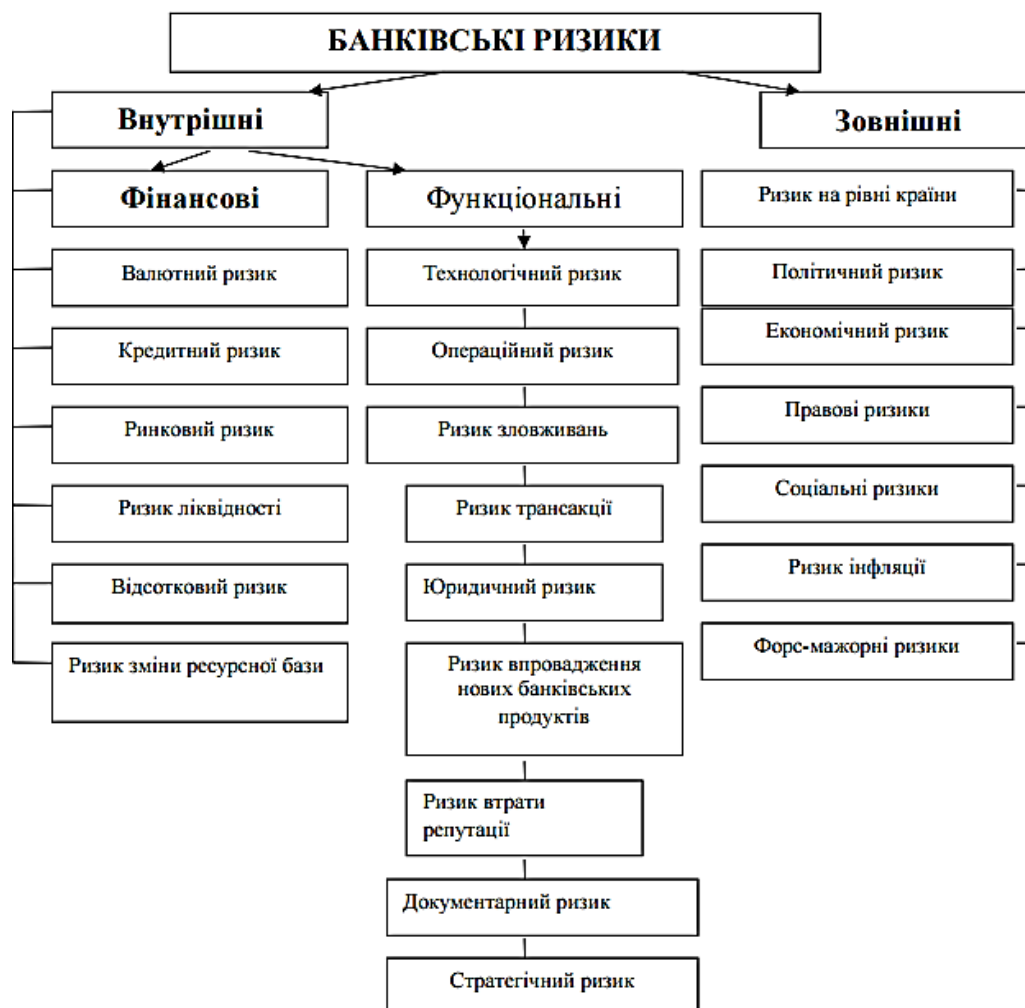 БАНКІВСЬКІ РИЗИКИ
Внутрішні
Зовнішні
Фінансові
Функціональні
Ризик на рівні країни
Валютний ризик
Технологічний ризик
Політичний ризик
Кредитний ризик
Операційний ризик
Економічний ризик
Ринковий ризик
Ризик зловживань
Правові ризики
Ризик ліквідності
Ризик трансакції
Соціальні ризики
Відсотковий ризик
Юридичний ризик
Ризик інфляції
Ризик зміни ресурсної бази
Ризик впровадження
нових банківських
продуктів
Форс-мажорні ризики
Ризик втрати
репутації
Документарний ризик
Стратегічний ризик